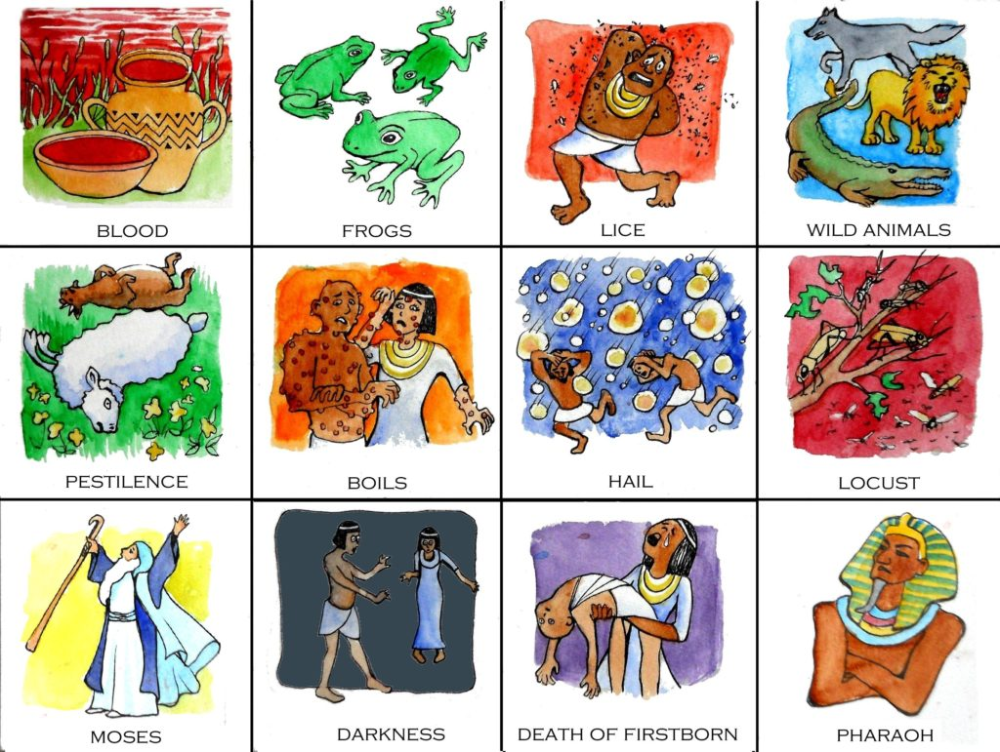 BLOOD
FROGS
LICE
WILD ANIMALS
PESTILENCE
BOILS
HAIL
LOCUST
MOSES
DARKNESS
DEATH OF FIRSTBORN
PHARAOH